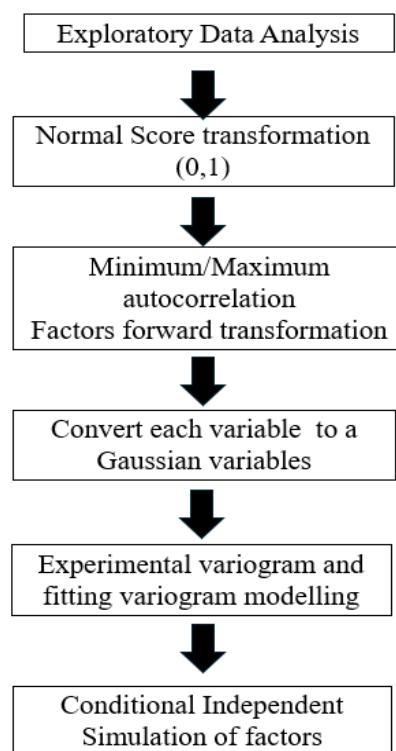 Exploratory Data Analysis
Normal Score transformation
(0,1)
Minimum/Maximum
autocorrelation
Factors forward transformation
Convert each variable to a
Gaussian variables
Experimental variogram and
fitting variogram modelling
Conditional Independent
Simulation of factors